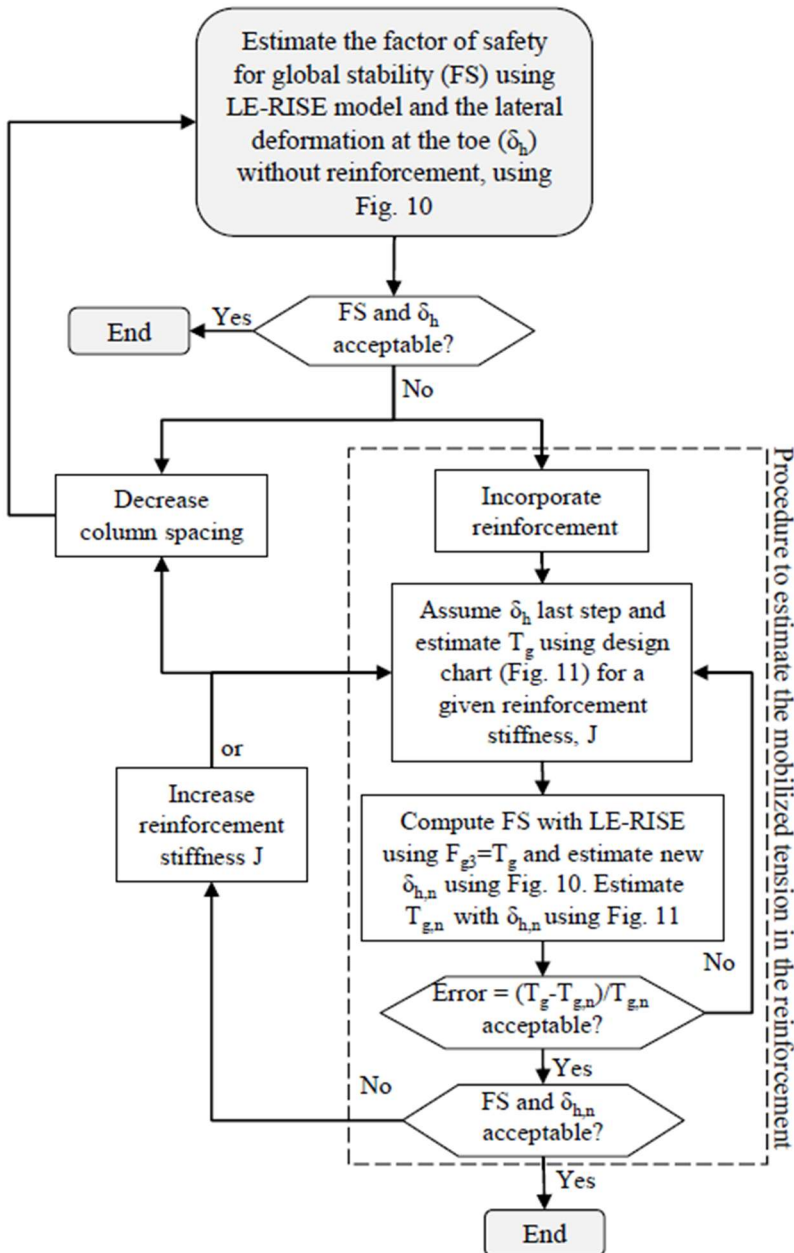 Estimate the factor of safety
for global stability (FS) using
LE-RISE model and the lateral
deformation at the toe (δh)
without reinforcement, using
Fig. 10
FS and δh
acceptable?
Yes
End
No
Decrease
column spacing
Incorporate
reinforcement
Assume δh last step and
estimate Tg using design
chart (Fig. 11) for a
given reinforcement
stiffness, J
or
Increase
reinforcement
stiffness J
Compute FS with LE-RISE
using Fg3=Tg and estimate new
δh,n using Fig. 10. Estimate
Tg,n with δh,n using Fig. 11
No
Error = (Tg-Tg,n)/Tg,n
acceptable?
Yes
No
FS and δh,n
acceptable?
Yes
End
Procedure to estimate the mobilized tension in the reinforcement